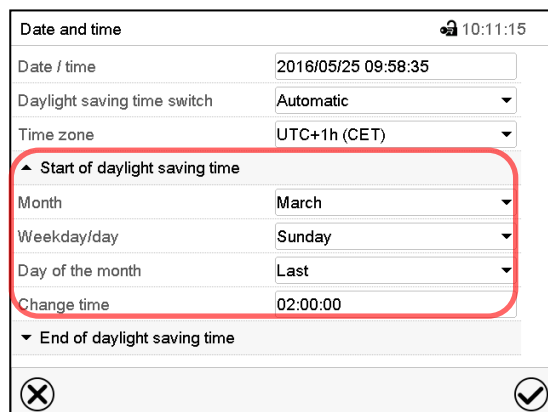 Date and time 10:11:15
Date / time 2016/05/25 09:58:35
Daylight saving time switch Automatic
Time zone UTC+1h (CET)
Start of daylight saving time
Month March
Weekday/day Sunday
Day of the month Last
Change time 02:00:00
End of daylight saving time